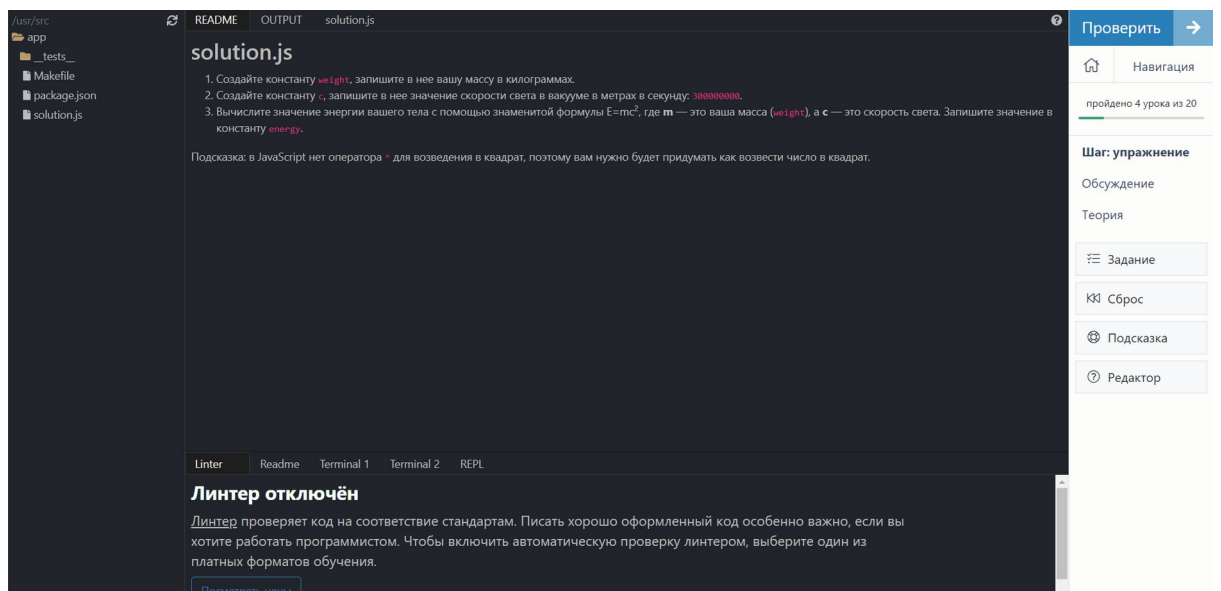 /usr/src
app
__tests__
Makefile
package.json
solution.js
README OUTPUT solution.js
solution.js
1. Создайте константу weight, запишите в нее вашу массу в килограммах.
2. Создайте константу c, запишите в нее значение скорости света в вакууме в метрах в секунду: 300000000.
3. Вычислите значение энергии вашего тела с помощью знаменитой формулы E=mc², где m — это ваша масса (weight), а c — это скорость света. Запишите значение в
константу energy.
Подсказка: в JavaScript нет оператора ^ для возведения в квадрат, поэтому вам нужно будет придумать как возвести число в квадрат.
Linter Readme Terminal 1 Terminal 2 REPL
Линтер отключён
Линтер проверяет код на соответствие стандартам. Писать хорошо оформленный код особенно важно, если вы
хотите работать программистом. Чтобы включить автоматическую проверку линтером, выберите один из
платных форматов обучения.
Посмотреть цены
Проверить
Навигация
пройдено 4 урока из 20
Шаг: упражнение
Обсуждение
Теория
Задание
Сброс
Подсказка
Редактор